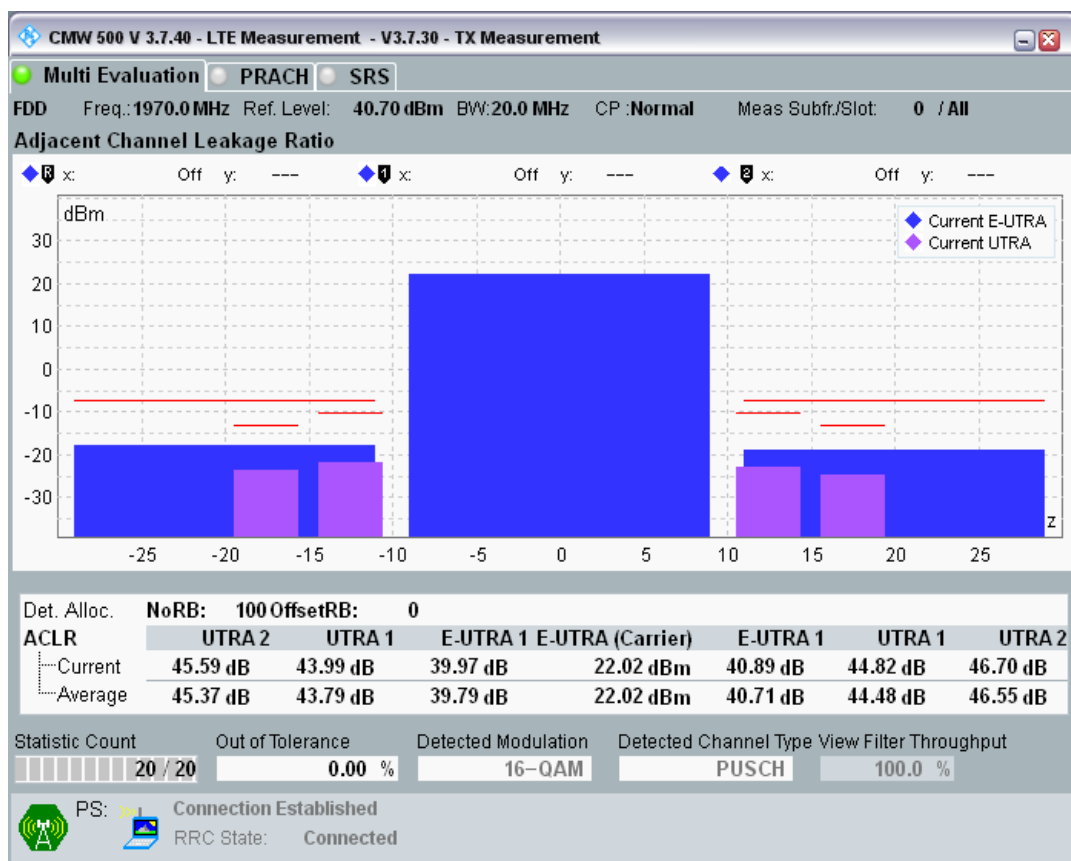 CMW 500 V 3.7.40 - LTE Measurement - V3.7.30 - TX Measurement
Multi Evaluation PRACH SRS
FDD Freq.: 1970.0 MHz Ref. Level: 40.70 dBm BW: 20.0 MHz CP : Normal Meas Subfr./Slot: 0 / All
Adjacent Channel Leakage Ratio
R x: Off y: --- 1 x: Off y: --- 2 x: Off y: ---
dBm
Current E-UTRA
Current UTRA
30
20
10
0
-10
-20
-30
z
-25 -20 -15 -10 -5 0 5 10 15 20 25
Det. Alloc. NoRB: 100 OffsetRB: 0
ACLR UTRA 2 UTRA 1 E-UTRA 1 E-UTRA (Carrier) E-UTRA 1 UTRA 1 UTRA 2
Current 45.59 dB 43.99 dB 39.97 dB 22.02 dBm 40.89 dB 44.82 dB 46.70 dB
Average 45.37 dB 43.79 dB 39.79 dB 22.02 dBm 40.71 dB 44.48 dB 46.55 dB
Statistic Count Out of Tolerance Detected Modulation Detected Channel Type View Filter Throughput
20 / 20 0.00 % 16-QAM PUSCH 100.0 %
PS: Connection Established
RRC State: Connected